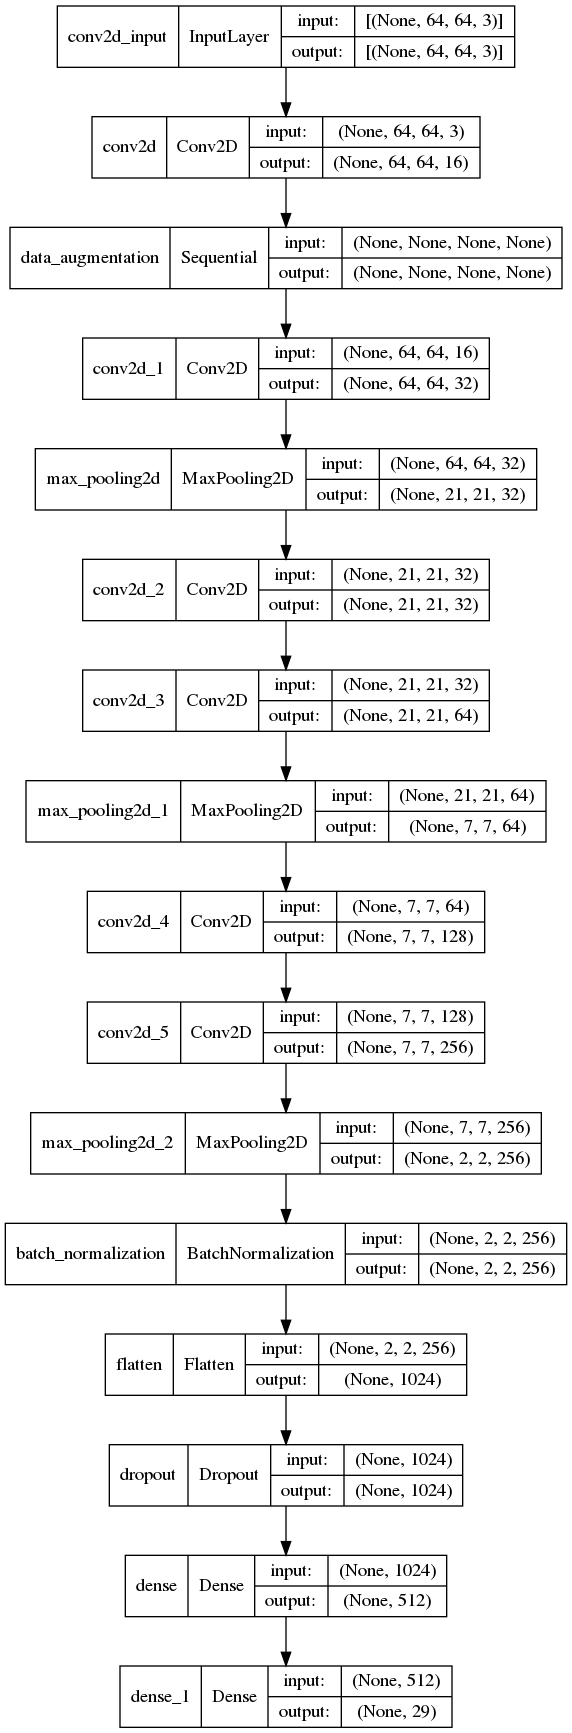 conv2d_input InputLayer input: [(None, 64, 64, 3)]
output: [(None, 64, 64, 3)]
conv2d Conv2D input: (None, 64, 64, 3)
output: (None, 64, 64, 16)
data_augmentation Sequential input: (None, None, None, None)
output: (None, None, None, None)
conv2d_1 Conv2D input: (None, 64, 64, 16)
output: (None, 64, 64, 32)
max_pooling2d MaxPooling2D input: (None, 64, 64, 32)
output: (None, 21, 21, 32)
conv2d_2 Conv2D input: (None, 21, 21, 32)
output: (None, 21, 21, 32)
conv2d_3 Conv2D input: (None, 21, 21, 32)
output: (None, 21, 21, 64)
max_pooling2d_1 MaxPooling2D input: (None, 21, 21, 64)
output: (None, 7, 7, 64)
conv2d_4 Conv2D input: (None, 7, 7, 64)
output: (None, 7, 7, 128)
conv2d_5 Conv2D input: (None, 7, 7, 128)
output: (None, 7, 7, 256)
max_pooling2d_2 MaxPooling2D input: (None, 7, 7, 256)
output: (None, 2, 2, 256)
batch_normalization BatchNormalization input: (None, 2, 2, 256)
output: (None, 2, 2, 256)
flatten Flatten input: (None, 2, 2, 256)
output: (None, 1024)
dropout Dropout input: (None, 1024)
output: (None, 1024)
dense Dense input: (None, 1024)
output: (None, 512)
dense_1 Dense input: (None, 512)
output: (None, 29)